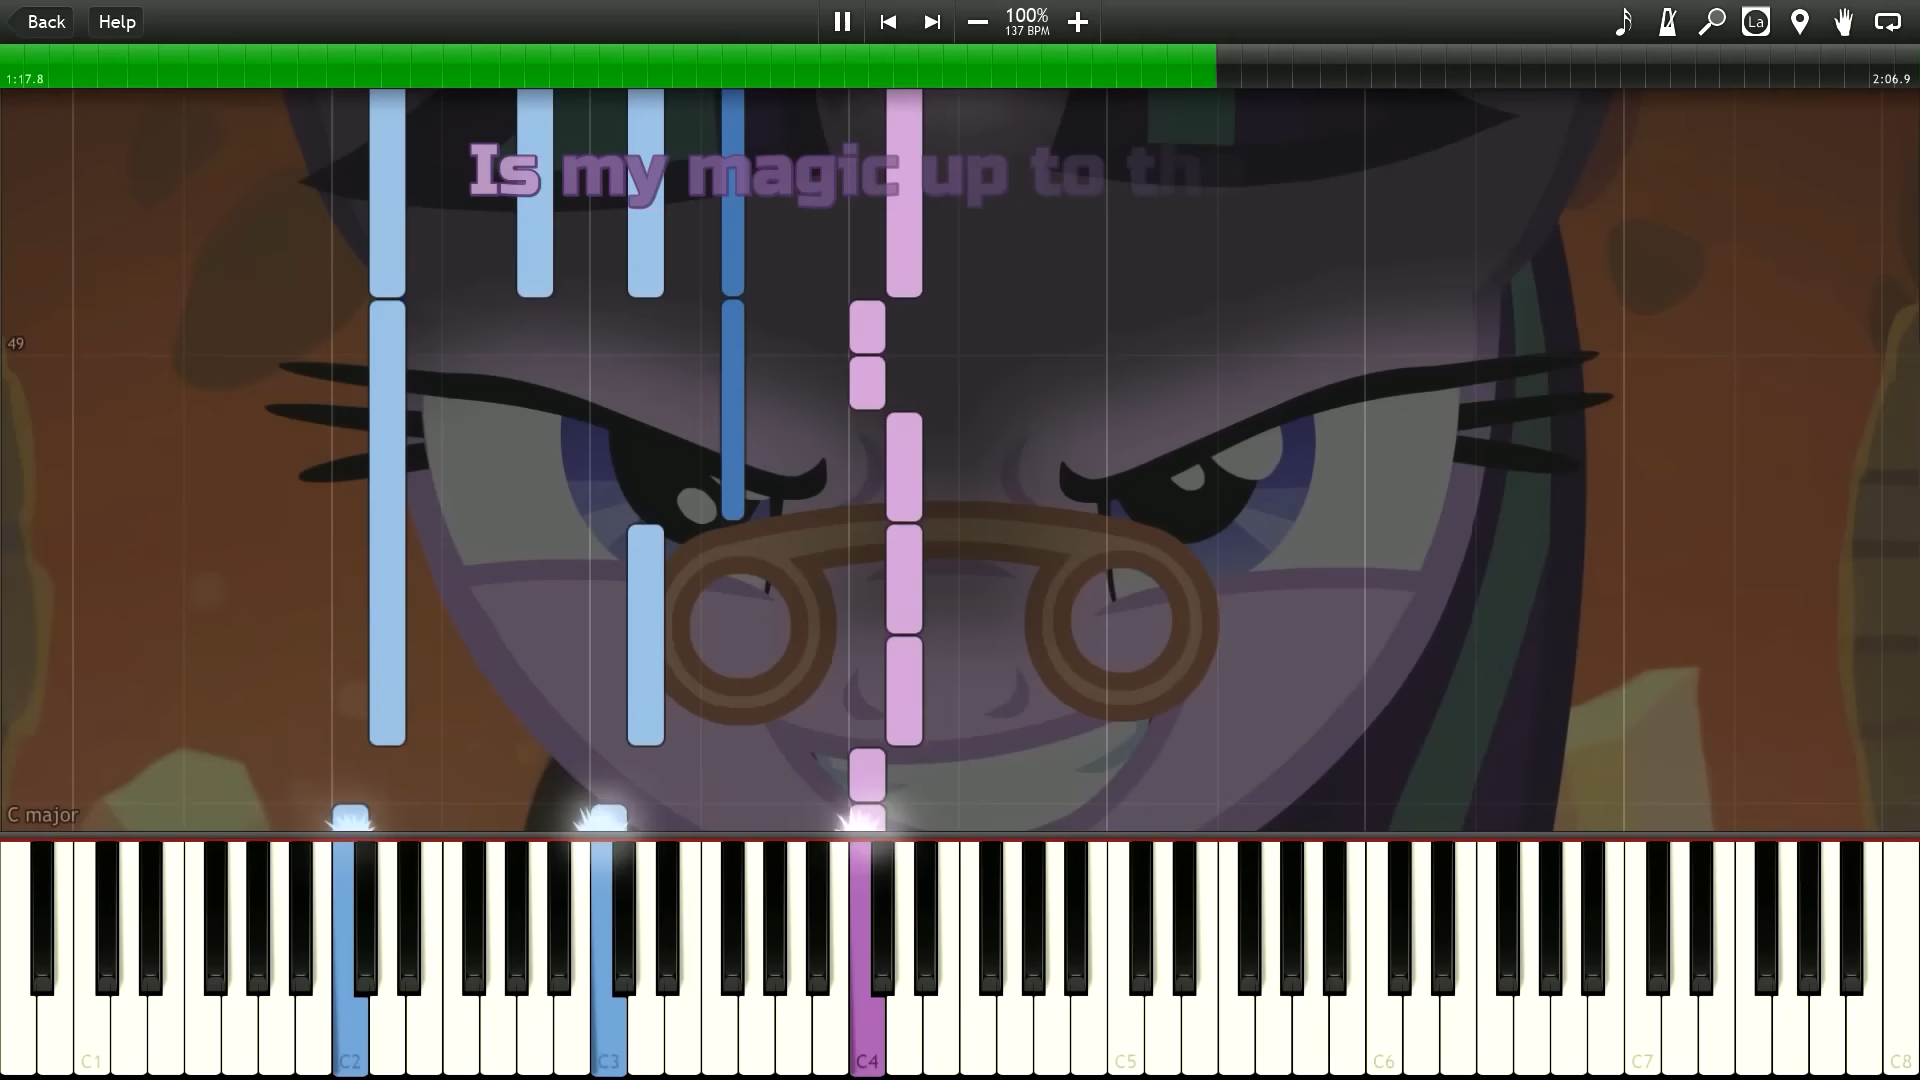 Back Help
100%
137 BPM
La
1:17.8 2:06.9
Is my magic up to th
49
C major
C1 C2 C3 C4 C5 C6 C7 C8